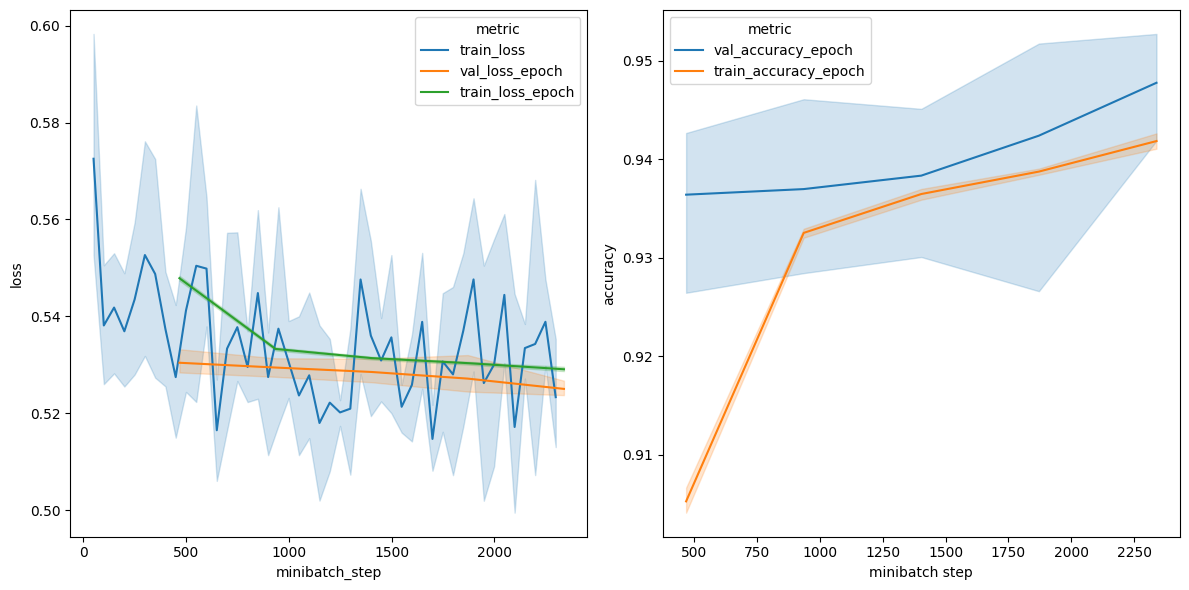 0.60
0.58
0.56
0.54
0.52
0.50
loss
0
500
1000
1500
2000
minibatch_step
metric
train_loss
val_loss_epoch
train_loss_epoch
0.95
0.94
0.93
0.92
0.91
accuracy
500
750
1000
1250
1500
1750
2000
2250
minibatch step
metric
val_accuracy_epoch
train_accuracy_epoch